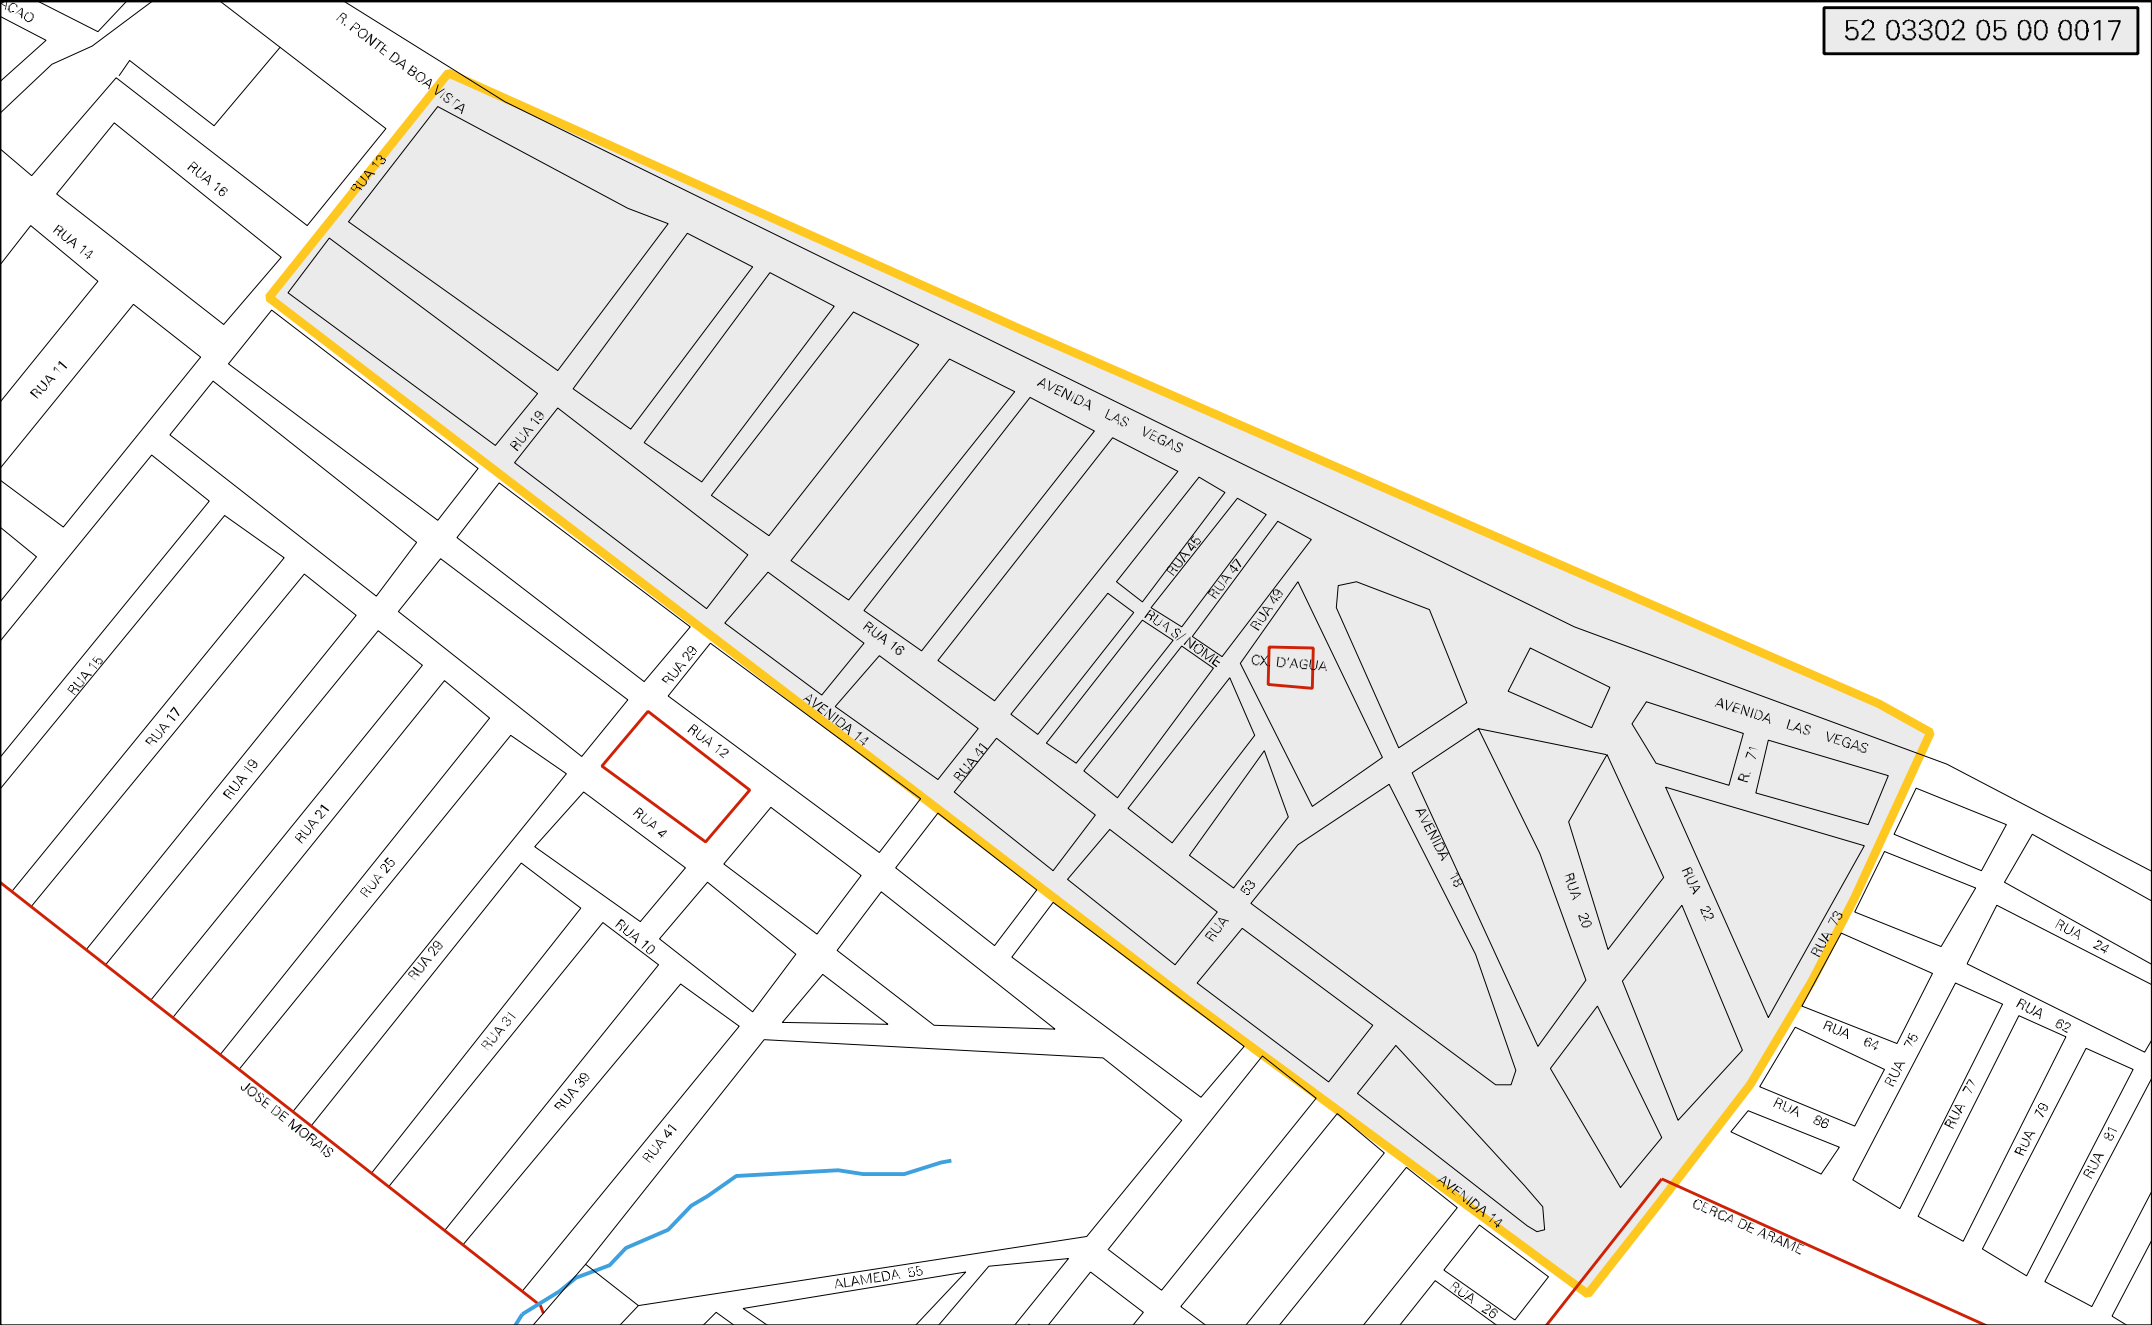 52 03302 05 00 0017
R. PONTE DA BOA VISTA
RUA 13
RUA 16
RUA 14
RUA 11
AVENIDA LAS VEGAS
RUA 19
RUA 45
RUA 47
RUA 49
RUA S/ NOME
CX D'AGUA
RUA 16
RUA 29
AVENIDA 14
RUA 12
RUA 41
RUA 15
RUA 17
RUA 19
RUA 21
RUA 25
RUA 4
RUA 29
RUA 10
RUA 31
RUA 39
RUA 41
JOSE DE MORAIS
ALAMEDA 55
RUA 53
AVENIDA 18
RUA 20
RUA 22
AVENIDA LAS VEGAS
R. 71
RUA 73
RUA 24
RUA 62
RUA 64
RUA 75
RUA 77
RUA 79
RUA 81
RUA 86
AVENIDA 14
CERCA DE ARAME
RUA 26